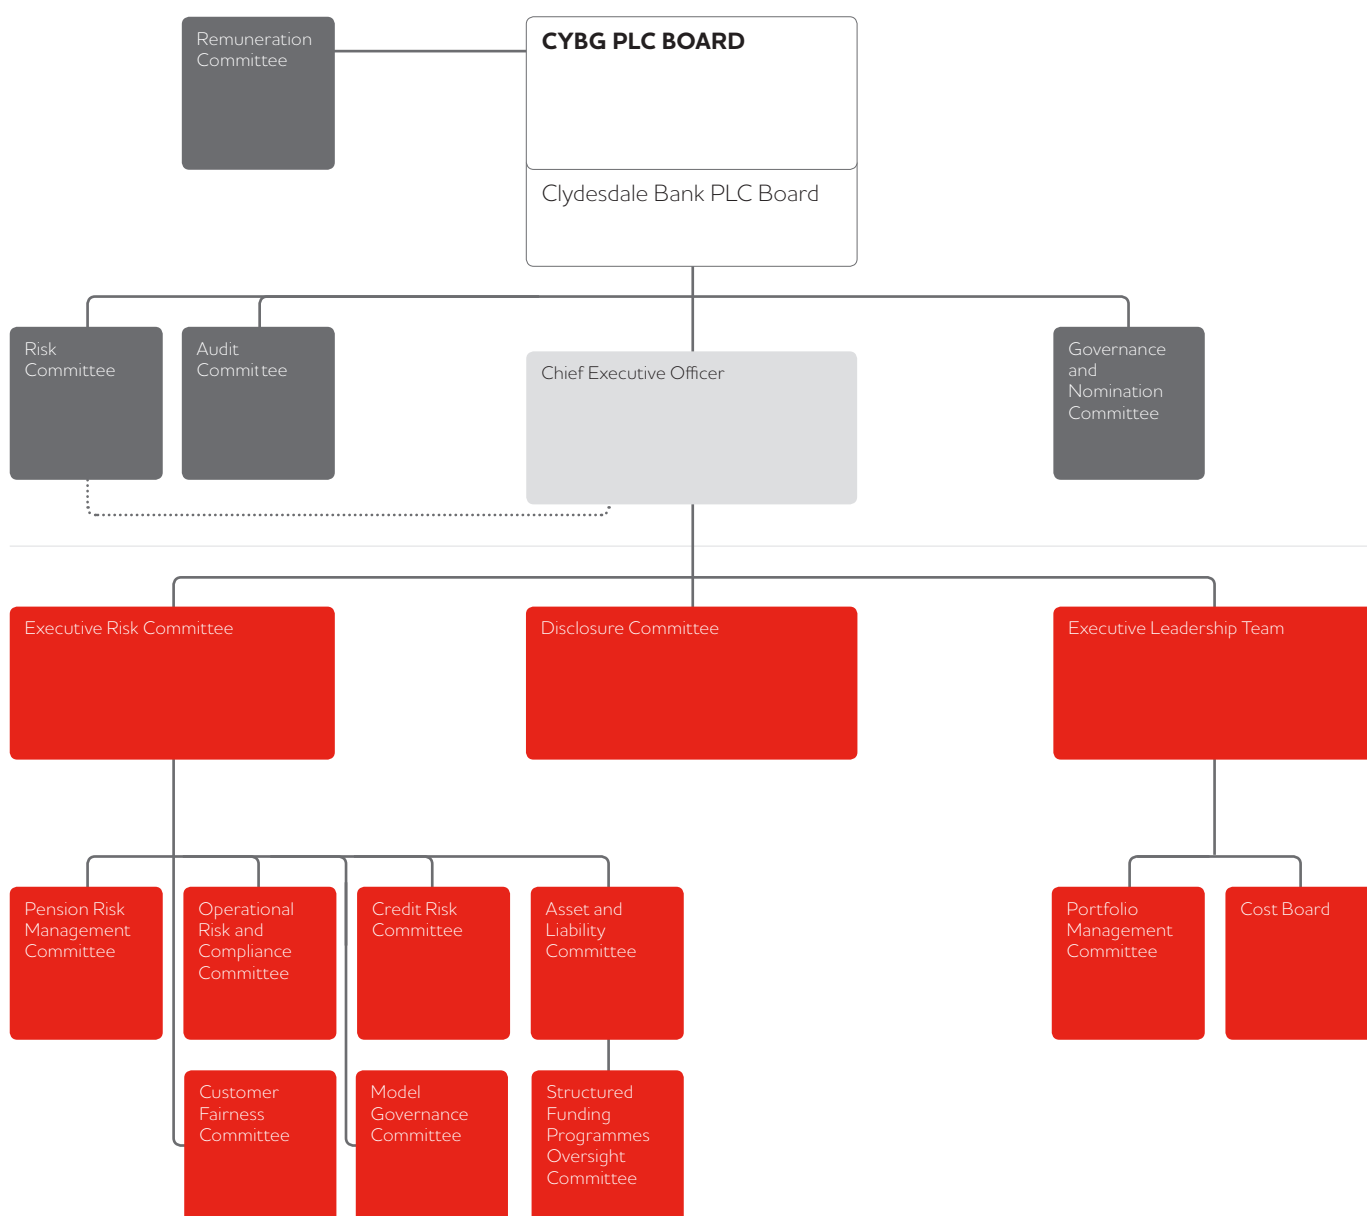 Remuneration
Committee
CYBG PLC BOARD
Clydesdale Bank PLC Board
Risk
Committee
Audit
Committee
Chief Executive Officer
Governance
and
Nomination
Committee
Executive Risk Committee
Disclosure Committee
Executive Leadership Team
Pension Risk
Management
Committee
Operational
Risk and
Compliance
Committee
Credit Risk
Committee
Asset and
Liability
Committee
Portfolio
Management
Committee
Cost Board
Customer
Fairness
Committee
Model
Governance
Committee
Structured
Funding
Programmes
Oversight
Committee